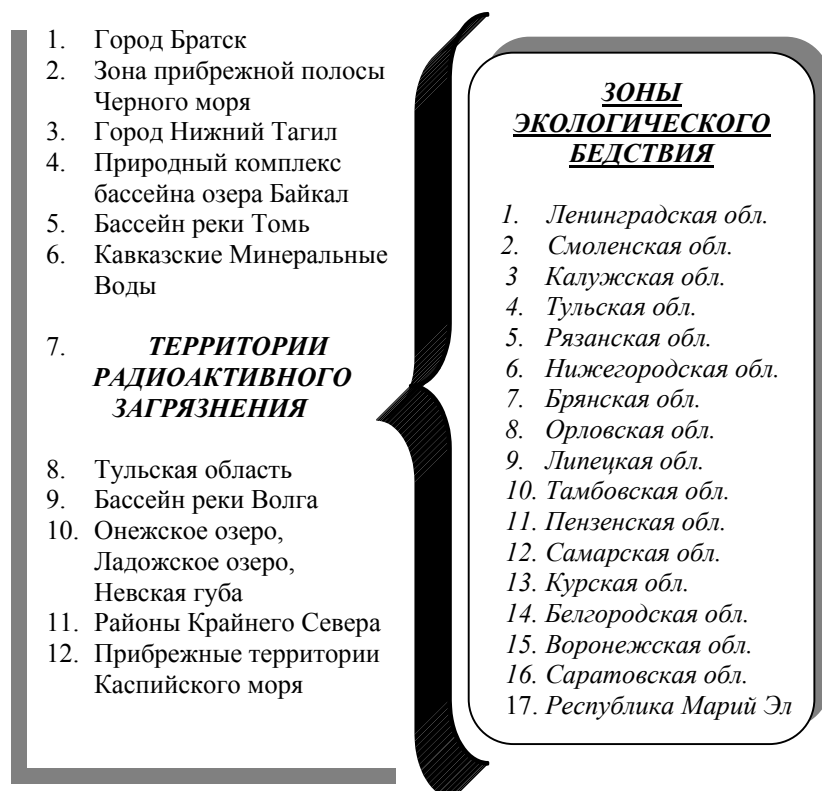 1. Город Братск
2. Зона прибрежной полосы
Черного моря
3. Город Нижний Тагил
4. Природный комплекс
бассейна озера Байкал
5. Бассейн реки Томь
6. Кавказские Минеральные
Воды
7. ТЕРРИТОРИИ
РАДИОАКТИВНОГО
ЗАГРЯЗНЕНИЯ
8. Тульская область
9. Бассейн реки Волга
10. Онежское озеро,
Ладожское озеро,
Невская губа
11. Районы Крайнего Севера
12. Прибрежные территории
Каспийского моря
ЗОНЫ
ЭКОЛОГИЧЕСКОГО
БЕДСТВИЯ
1. Ленинградская обл.
2. Смоленская обл.
3 Калужская обл.
4. Тульская обл.
5. Рязанская обл.
6. Нижегородская обл.
7. Брянская обл.
8. Орловская обл.
9. Липецкая обл.
10. Тамбовская обл.
11. Пензенская обл.
12. Самарская обл.
13. Курская обл.
14. Белгородская обл.
15. Воронежская обл.
16. Саратовская обл.
17. Республика Марий Эл